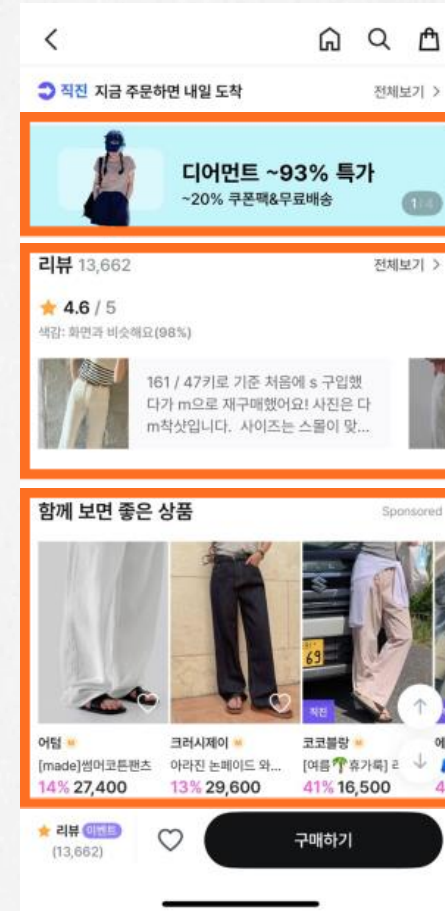 직진 지금 주문하면 내일 도착
전체보기 >
디어먼트 ~93% 특가
~20% 쿠폰팩&무료배송
1/4
리뷰 13,662
전체보기 >
4.6 / 5
색감: 화면과 비슷해요(98%)
161 / 47키로 기준 처음에 s 구입했
다가 m으로 재구매했어요! 사진은 다
m착샷입니다. 사이즈는 스몰이 맞...
함께 보면 좋은 상품
Sponsored
69
직진
어텀 M
크러시제이 M
코코블랑 M
[made]썸머코튼팬츠
아라진 논페이드 와...
[여름🌴휴가룩]
14% 27,400
13% 29,600
41% 16,500
4
리뷰 이벤트
(13,662)
구매하기